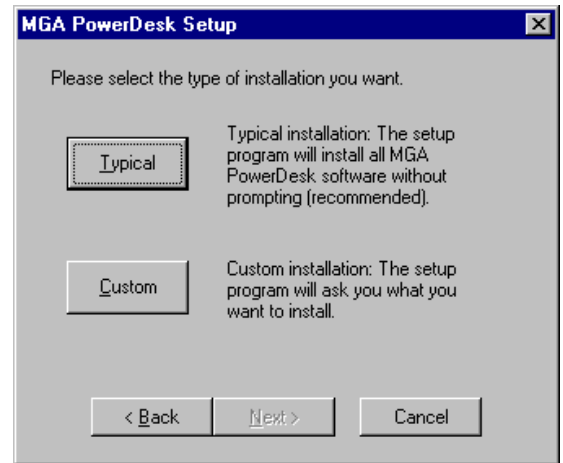 MGA PowerDesk Setup
Please select the type of installation you want.
Typical
Typical installation: The setup
program will install all MGA
PowerDesk software without
prompting (recommended).
Custom
Custom installation: The setup
program will ask you what you
want to install.
< Back
Next >
Cancel